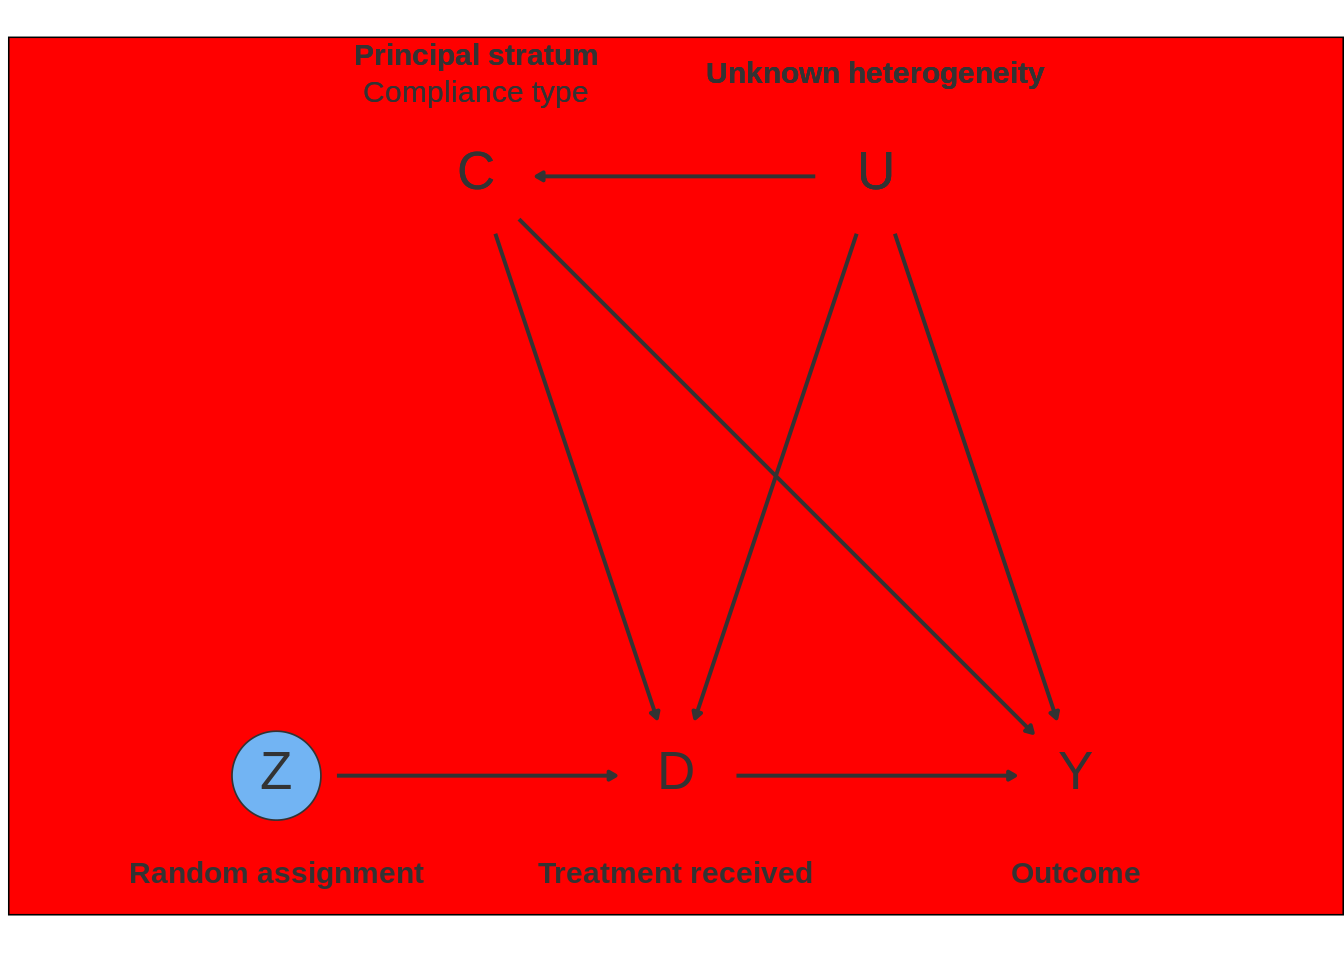 Principal stratum
Compliance type
Unknown heterogeneity
C
U
Z
D
Y
Random assignment
Treatment received
Outcome